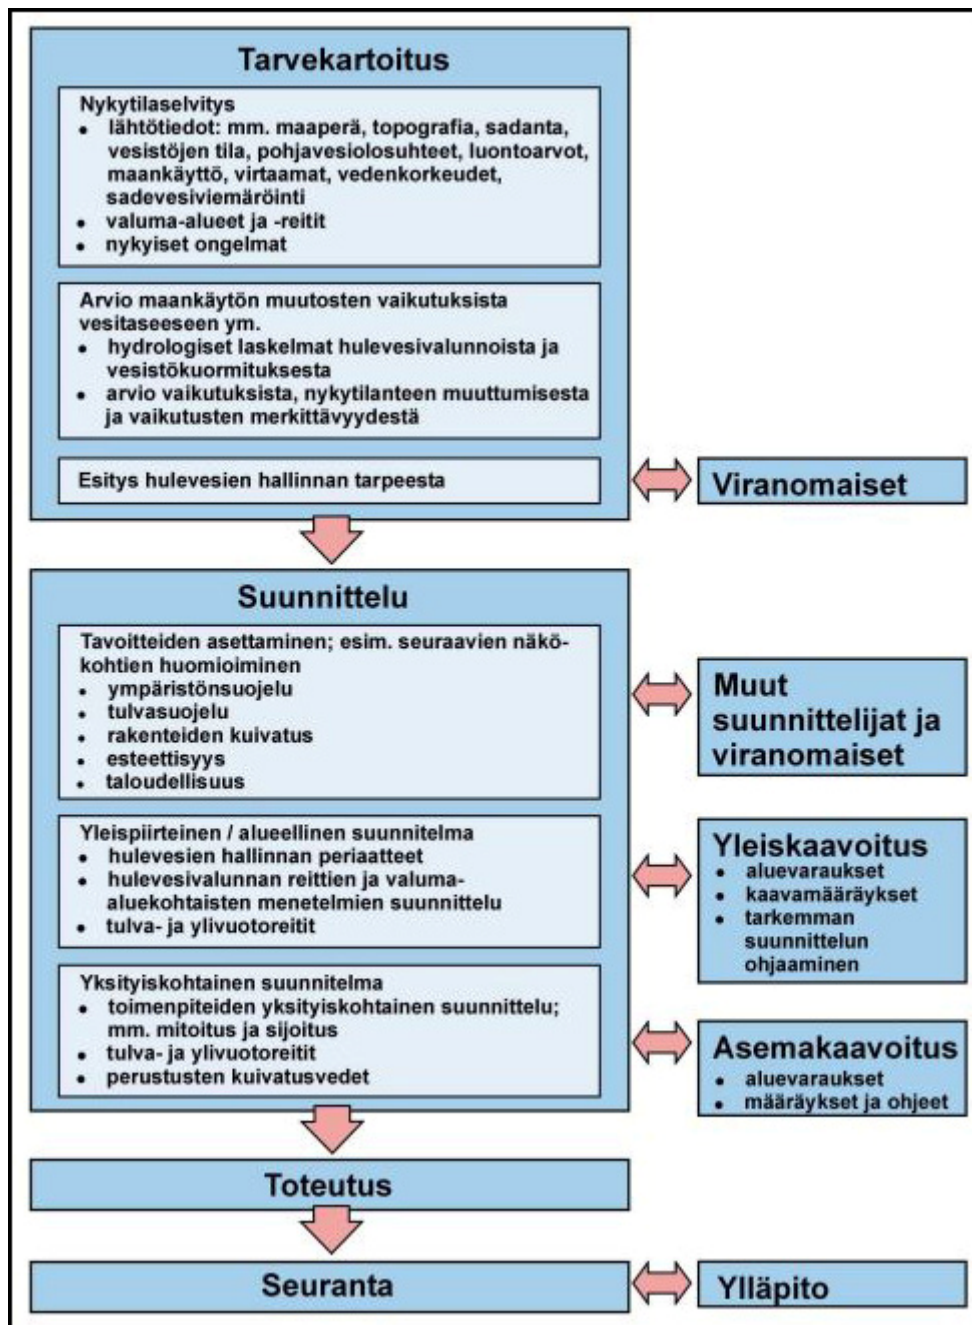 Tarvekartoitus
Nykytilaselvitys
• lähtötiedot: mm. maaperä, topografia, sadanta,
vesistöjen tila, pohjavesiolosuhteet, luontoarvot,
maankäyttö, virtaamat, vedenkorkeudet,
sadevesiviemäröinti
• valuma-alueet ja -reitit
• nykyiset ongelmat
Arvio maankäytön muutosten vaikutuksista
vesitaseeseen ym.
• hydrologiset laskelmat hulevesivalunnoista ja
vesistökuormituksesta
• arvio vaikutuksista, nykytilanteen muuttumisesta
ja vaikutusten merkittävyydestä
Esitys hulevesien hallinnan tarpeesta
Viranomaiset
Suunnittelu
Tavoitteiden asettaminen; esim. seuraavien näkö-
kohtien huomioiminen
• ympäristönsuojelu
• tulvasuojelu
• rakenteiden kuivatus
• esteettisyys
• taloudellisuus
Muut
suunnittelijat ja
viranomaiset
Yleispiirteinen / alueellinen suunnitelma
• hulevesien hallinnan periaatteet
• hulevesivalunnan reittien ja valuma-
aluekohtaisten menetelmien suunnittelu
• tulva- ja ylivuotoreitit
Yleiskaavoitus
• aluevaraukset
• kaavamääräykset
• tarkemman
suunnittelun
ohjaaminen
Yksityiskohtainen suunnitelma
• toimenpiteiden yksityiskohtainen suunnittelu;
mm. mitoitus ja sijoitus
• tulva- ja ylivuotoreitit
• perustusten kuivatusvedet
Asemakaavoitus
• aluevaraukset
• määräykset ja ohjeet
Toteutus
Seuranta
Ylläpito